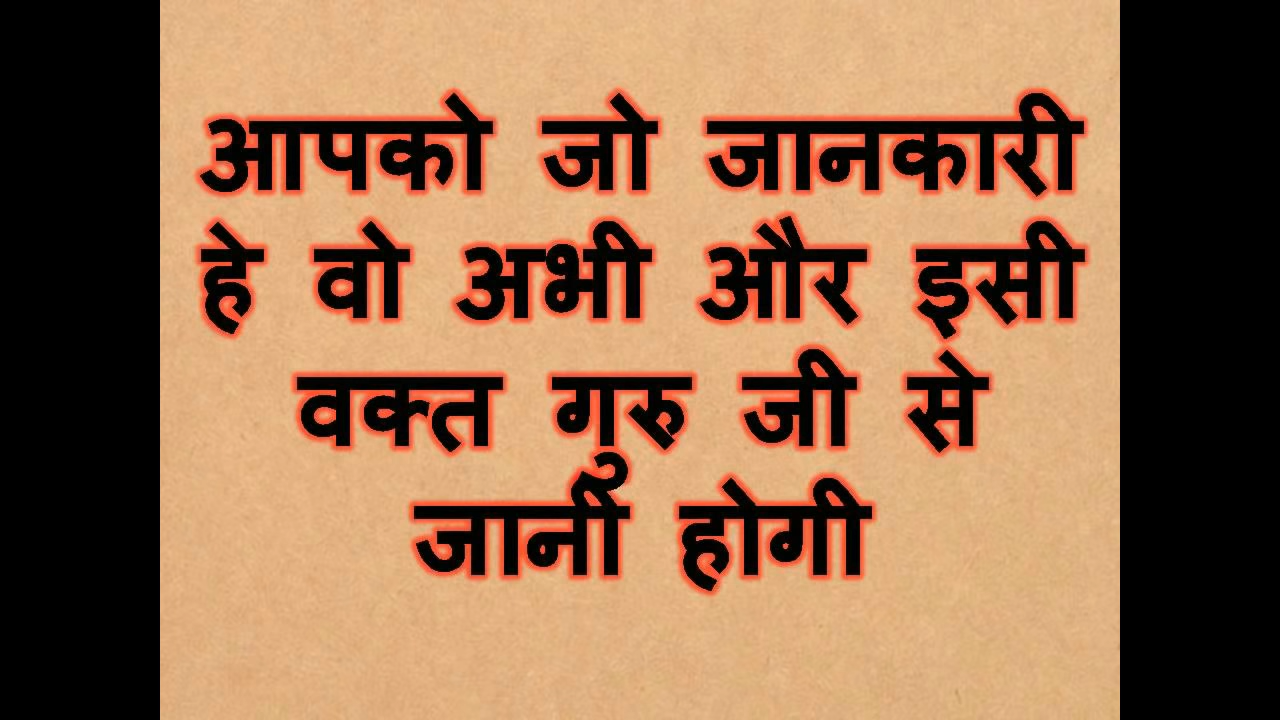 आपको जो जानकारी
हे वो अभी और इसी
वक्त गुरु जी से
जानी होगी